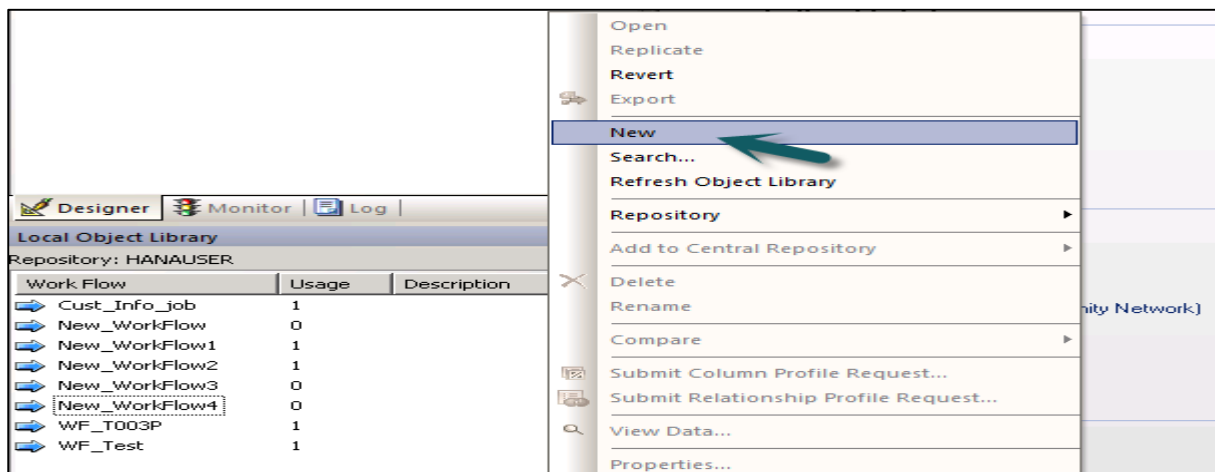 Open
Replicate
Revert
Export
New
Search...
Refresh Object Library
Repository
Add to Central Repository
Delete
Rename
Compare
Submit Column Profile Request...
Submit Relationship Profile Request...
View Data...
Properties...
Designer Monitor | Log |
Local Object Library
Repository: HANAUSER
Work Flow Usage Description
Cust_Info_job 1
New_WorkFlow 0
New_WorkFlow1 1
New_WorkFlow2 1
New_WorkFlow3 0
New_WorkFlow4 0
WF_T003P 1
WF_Test 1
Network)